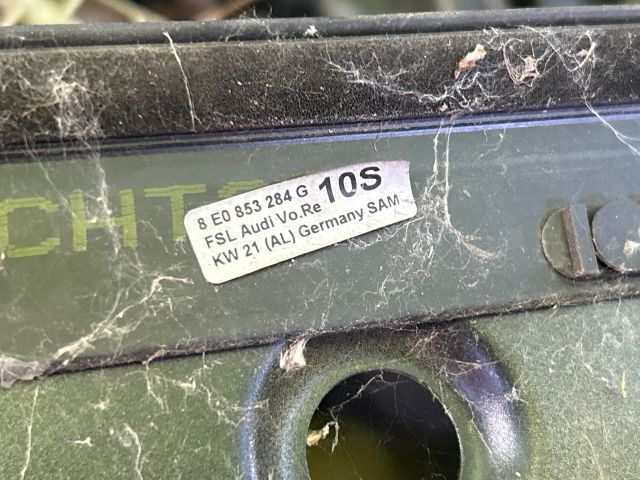 8 E0 853 284 G 10S
FSL Audi Vo.Re
KW 21 (AL) Germany SAM
CHTS